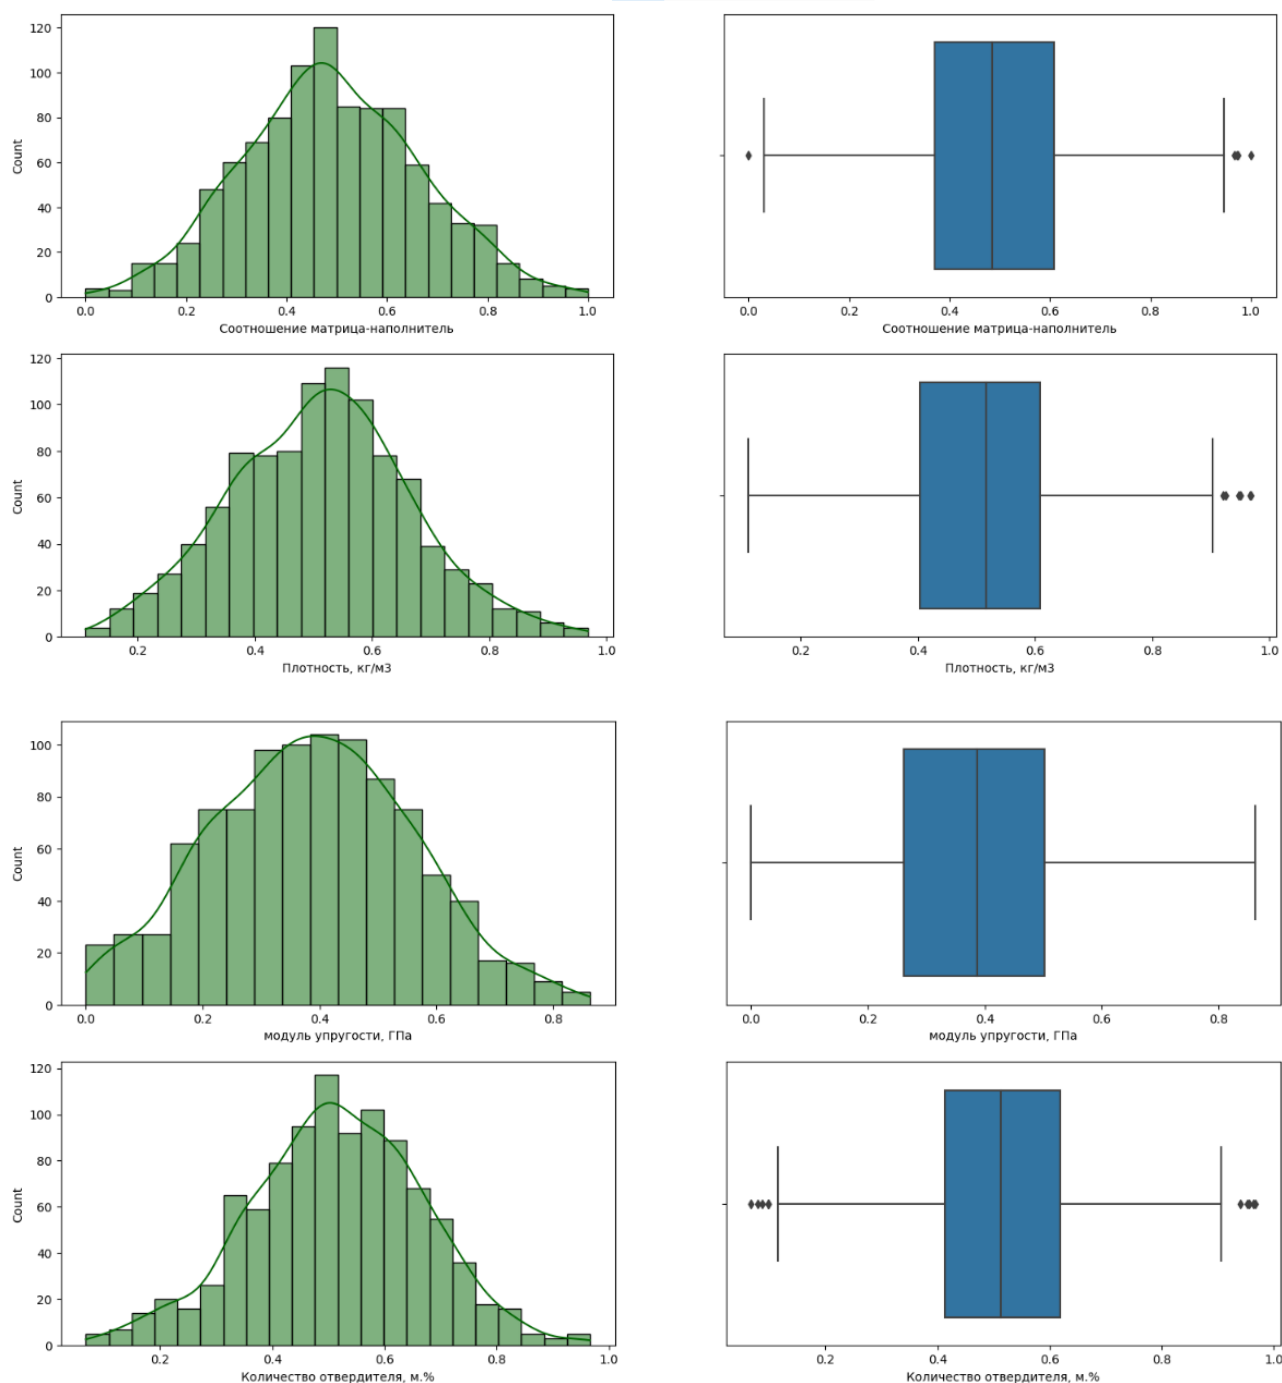 120
100
80
60
40
20
0
Count
0.0 0.2 0.4 0.6 0.8 1.0
Соотношение матрица-наполнитель
0.0 0.2 0.4 0.6 0.8 1.0
Соотношение матрица-наполнитель
120
100
80
60
40
20
0
Count
0.2 0.4 0.6 0.8 1.0
Плотность, кг/м3
0.2 0.4 0.6 0.8 1.0
Плотность, кг/м3
100
80
60
40
20
0
Count
0.0 0.2 0.4 0.6 0.8
модуль упругости, ГПа
0.0 0.2 0.4 0.6 0.8
модуль упругости, ГПа
120
100
80
60
40
20
0
Count
0.2 0.4 0.6 0.8 1.0
Количество отвердителя, м.%
0.2 0.4 0.6 0.8 1.0
Количество отвердителя, м.%